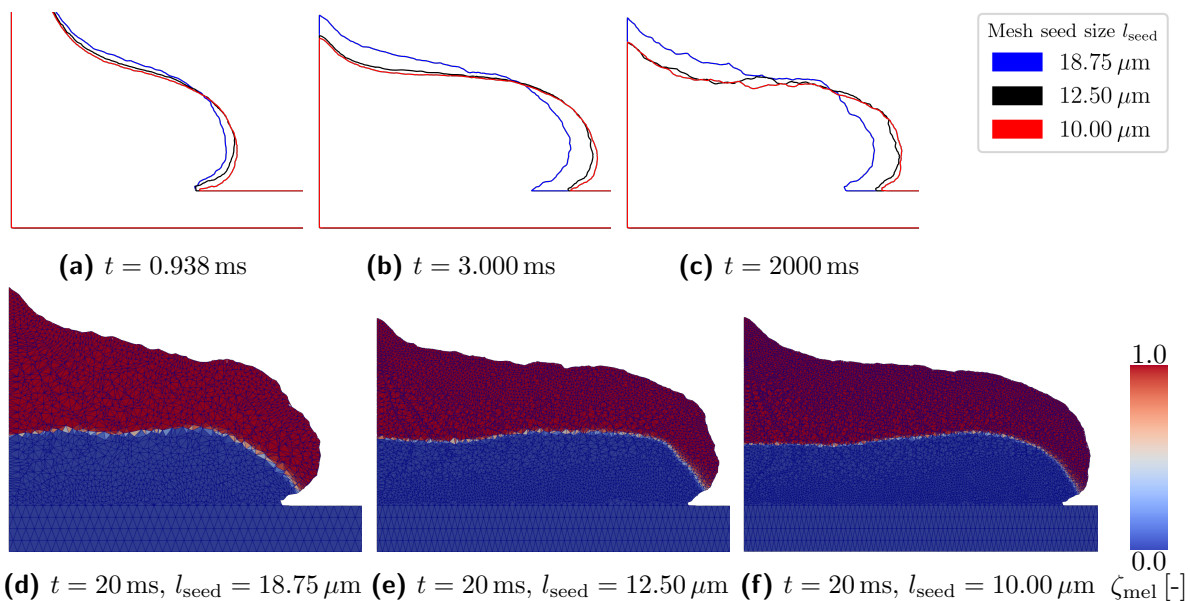 Mesh seed size l_seed
18.75 μm
12.50 μm
10.00 μm
(a) t = 0.938 ms
(b) t = 3.000 ms
(c) t = 2000 ms
1.0
0.0
(d) t = 20 ms, l_seed = 18.75 μm
(e) t = 20 ms, l_seed = 12.50 μm
(f) t = 20 ms, l_seed = 10.00 μm
ζ_mel [-]